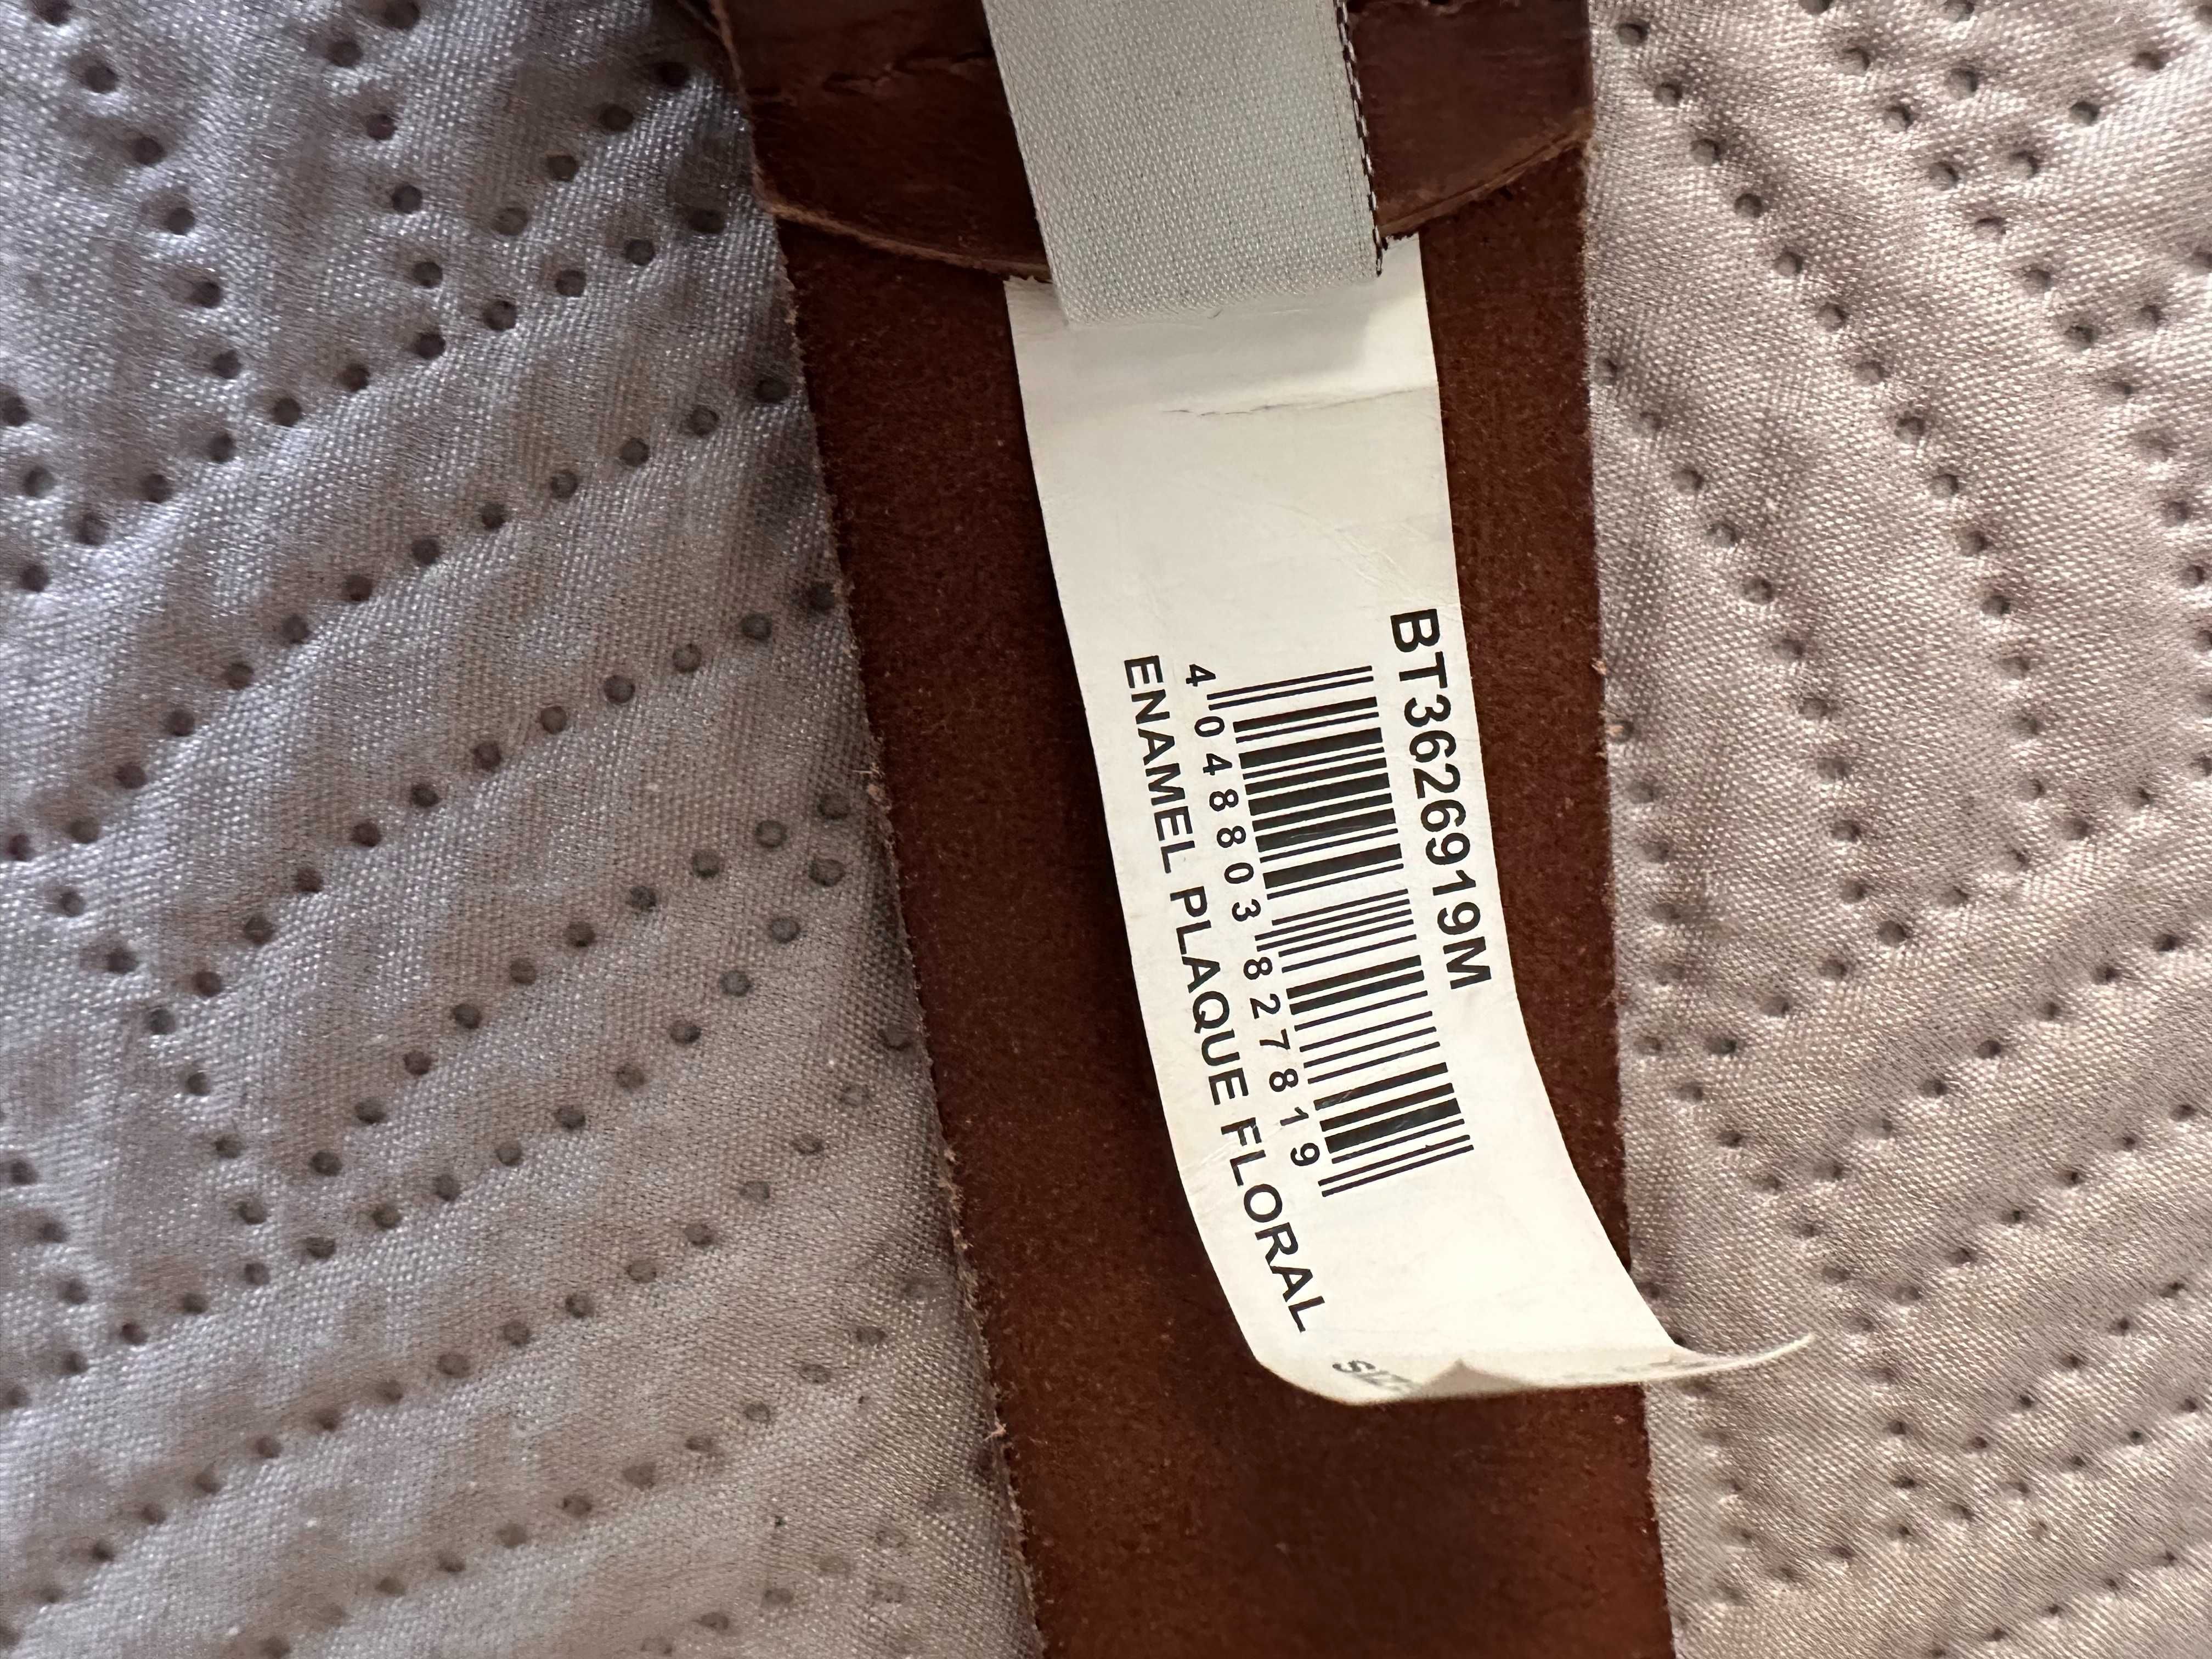 BT3626919M
4 048803 827819
ENAMEL PLAQUE FLORAL